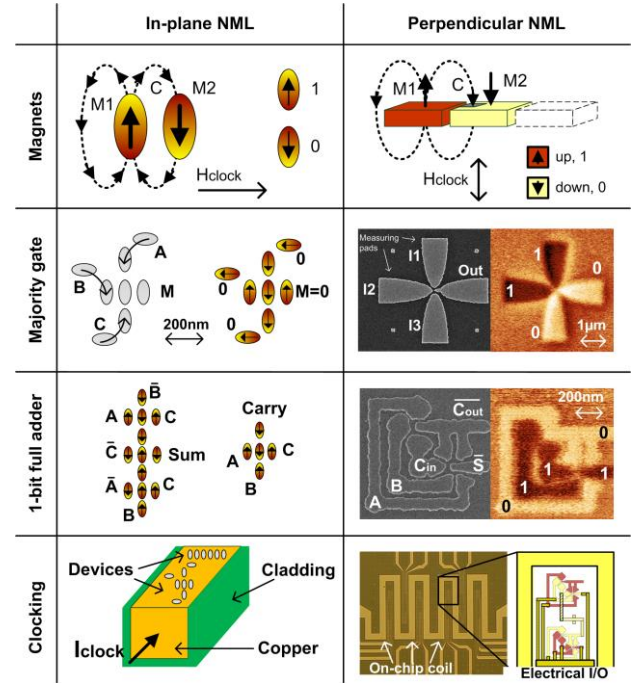 In-plane NML
Perpendicular NML
Magnets
M1
C
M2
1
0
Hclock
M1
C
M2
Hclock
up, 1
down, 0
Majority gate
A
B
M
C
200nm
0
0
M=0
0
Measuring
pads
I1
Out
I2
I3
1
0
1
0
1μm
1-bit full adder
B̄
A
C
C̄
Sum
Ā
C
B
Carry
A
C
B
C̅o̅u̅t̅
Cin
S̄
B
A
200nm
0
1
1
1
0
Clocking
Devices
Cladding
Iclock
Copper
On-chip coil
Electrical I/O